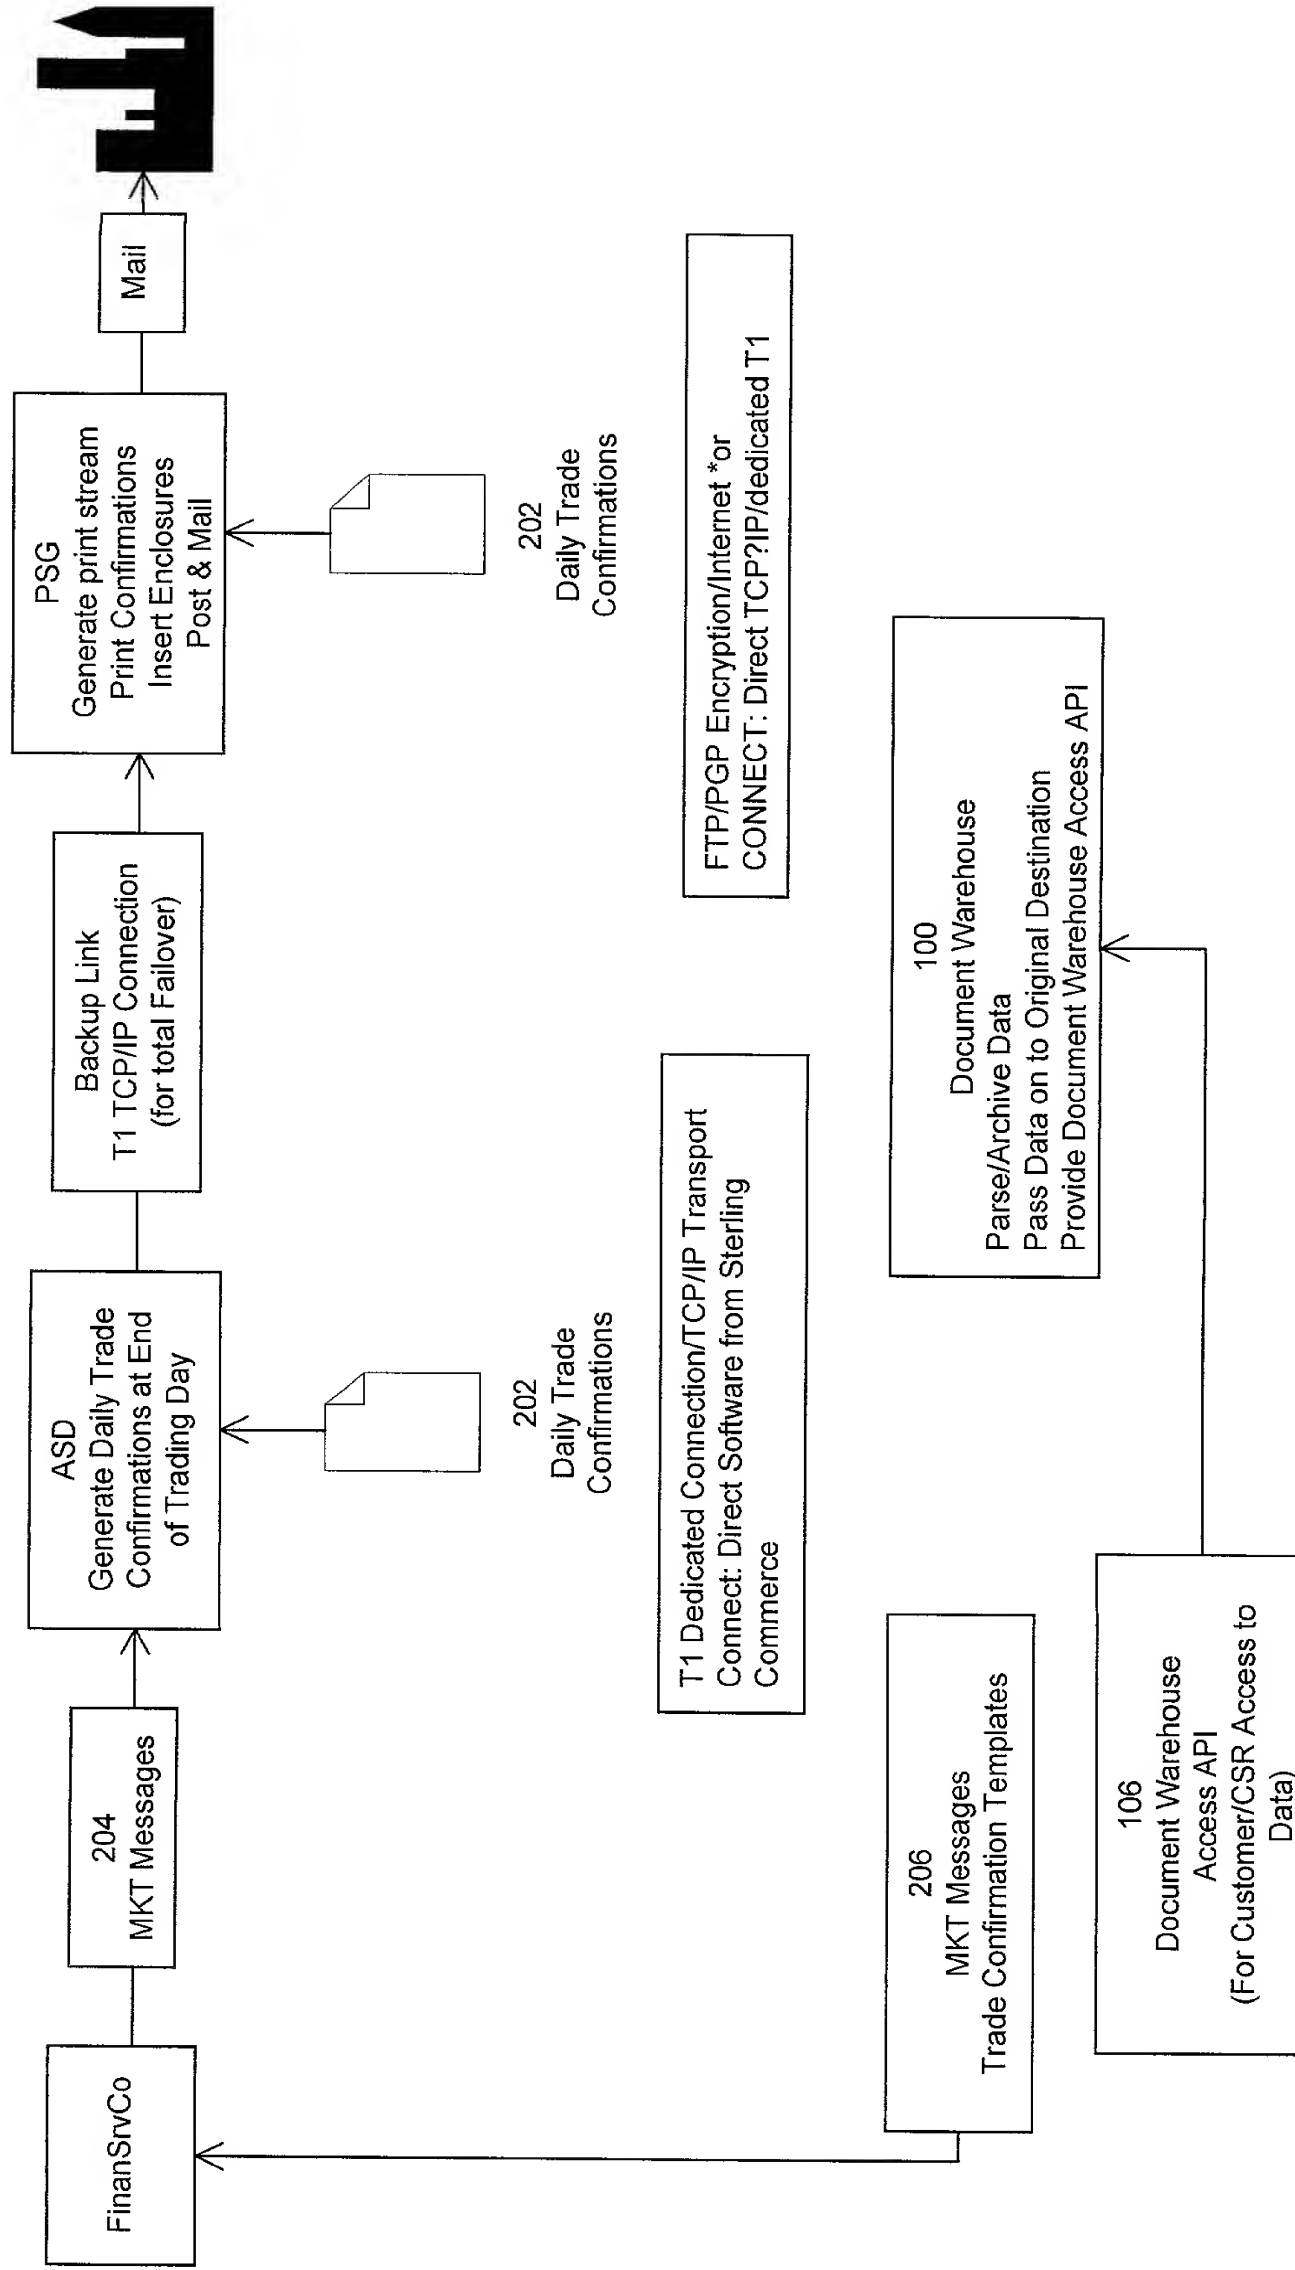 FinanSrvCo
204
MKT Messages
ASD
Generate Daily Trade
Confirmations at End
of Trading Day
Backup Link
T1 TCP/IP Connection
(for total Failover)
PSG
Generate print stream
Print Confirmations
Insert Enclosures
Post & Mail
Mail
202
Daily Trade
Confirmations
202
Daily Trade
Confirmations
T1 Dedicated Connection/TCP/IP Transport
Connect: Direct Software from Sterling
Commerce
FTP/PGP Encryption/Internet *or
CONNECT: Direct TCP?IP/dedicated T1
206
MKT Messages
Trade Confirmation Templates
100
Document Warehouse
Parse/Archive Data
Pass Data on to Original Destination
Provide Document Warehouse Access API
106
Document Warehouse
Access API
(For Customer/CSR Access to
Data)